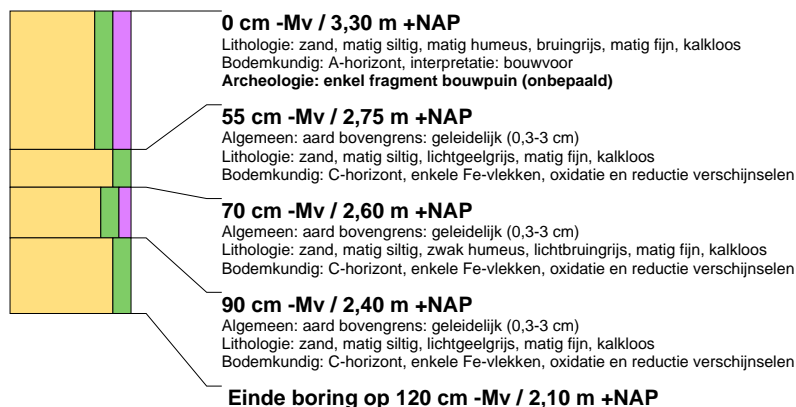 0 cm -Mv / 3,30 m +NAP
Lithologie: zand, matig siltig, matig humeus, bruingrijs, matig fijn, kalkloos
Bodemkundig: A-horizont, interpretatie: bouwvoor
Archeologie: enkel fragment bouwpuin (onbepaald)
55 cm -Mv / 2,75 m +NAP
Algemeen: aard bovengrens: geleidelijk (0,3-3 cm)
Lithologie: zand, matig siltig, lichtgeelgrijs, matig fijn, kalkloos
Bodemkundig: C-horizont, enkele Fe-vlekken, oxidatie en reductie verschijnselen
70 cm -Mv / 2,60 m +NAP
Algemeen: aard bovengrens: geleidelijk (0,3-3 cm)
Lithologie: zand, matig siltig, zwak humeus, lichtbruingrijs, matig fijn, kalkloos
Bodemkundig: C-horizont, enkele Fe-vlekken, oxidatie en reductie verschijnselen
90 cm -Mv / 2,40 m +NAP
Algemeen: aard bovengrens: geleidelijk (0,3-3 cm)
Lithologie: zand, matig siltig, lichtgeelgrijs, matig fijn, kalkloos
Bodemkundig: C-horizont, enkele Fe-vlekken, oxidatie en reductie verschijnselen
Einde boring op 120 cm -Mv / 2,10 m +NAP